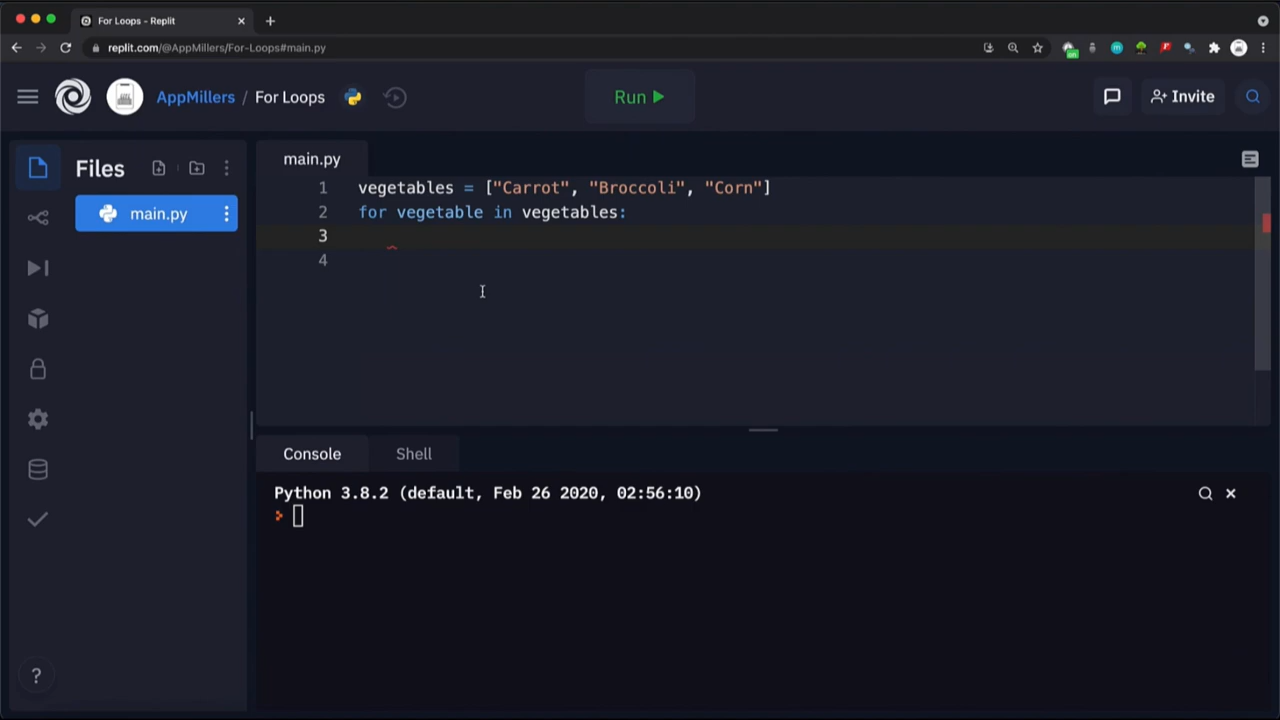 For Loops - Replit
replit.com/@AppMillers/For-Loops#main.py
on
AppMillers / For Loops
Run
Invite
Files
main.py
main.py
1 vegetables = ["Carrot", "Broccoli", "Corn"]
2 for vegetable in vegetables:
3
4
Console
Shell
Python 3.8.2 (default, Feb 26 2020, 02:56:10)
>
?